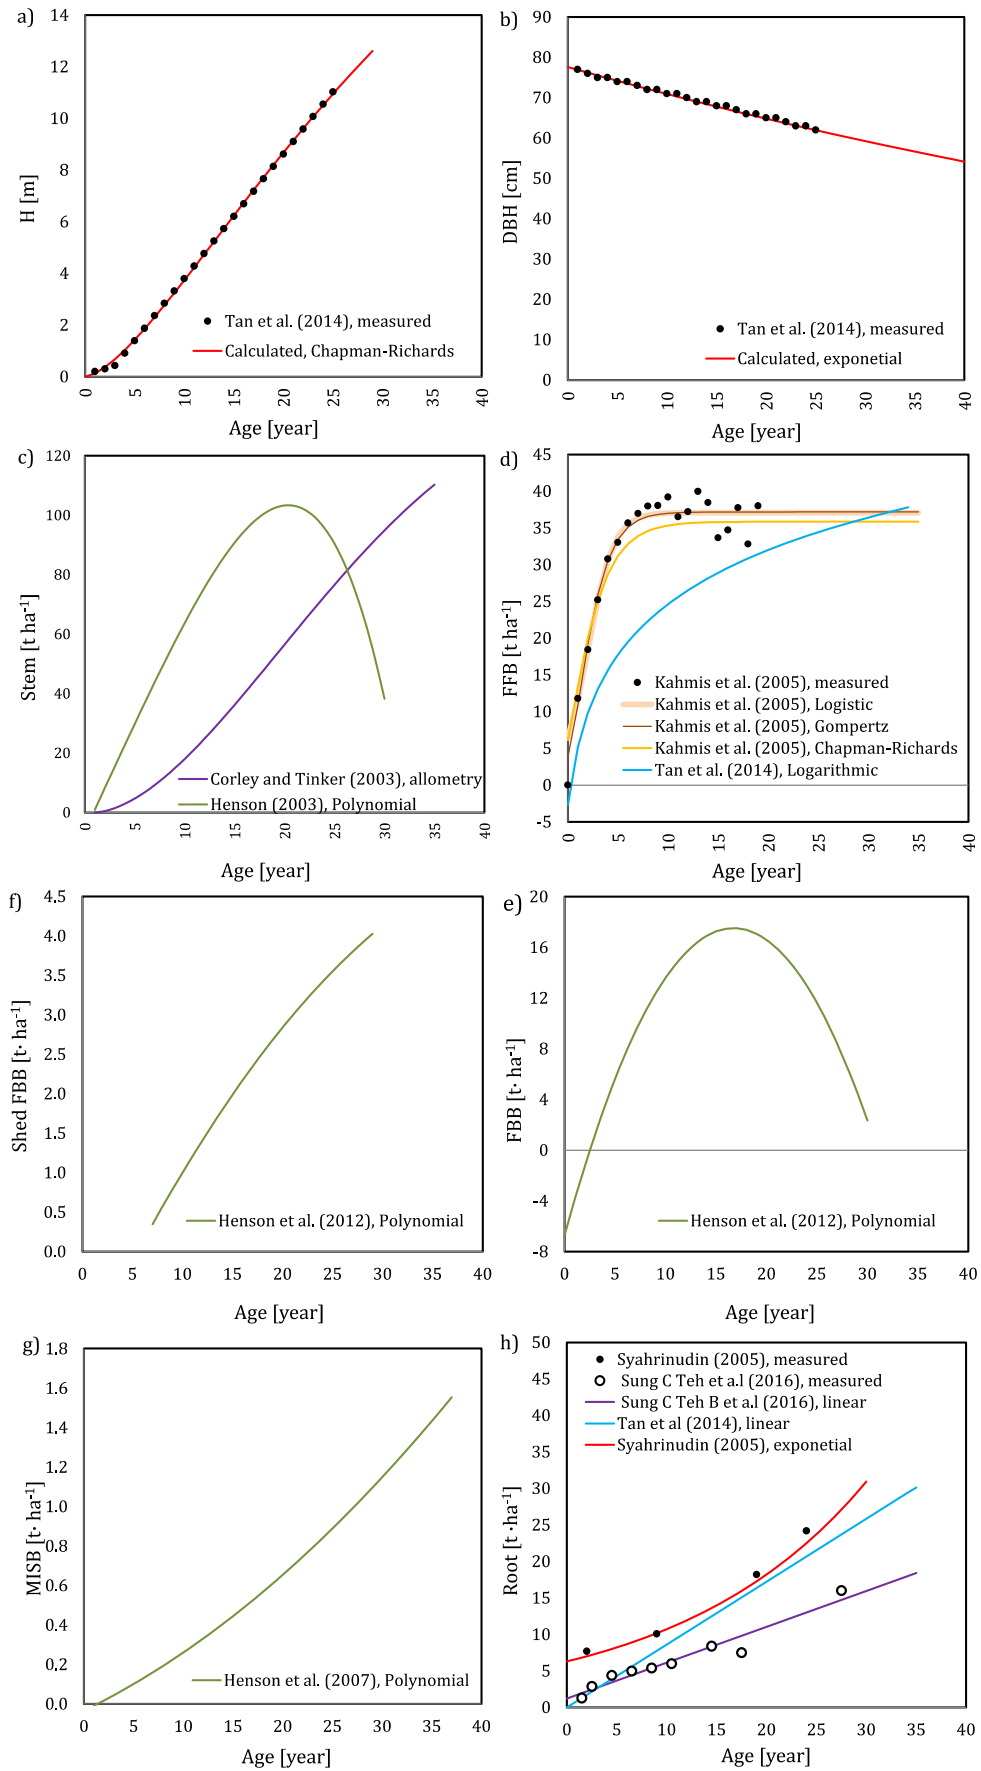 a)
14
12
10
8
6
4
2
0
H [m]
Tan et al. (2014), measured
Calculated, Chapman-Richards
0 5 10 15 20 25 30 35 40
Age [year]
b)
90
80
70
60
50
40
30
20
10
0
DBH [cm]
Tan et al. (2014), measured
Calculated, exponetial
0 5 10 15 20 25 30 35 40
Age [year]
c)
120
100
80
60
40
20
0
Stem [t ha-1]
Corley and Tinker (2003), allometry
Henson (2003), Polynomial
0 5 10 15 20 25 30 35 40
Age [year]
d)
45
40
35
30
25
20
15
10
5
0
-5
FFB [t ha-1]
Kahmis et al. (2005), measured
Kahmis et al. (2005), Logistic
Kahmis et al. (2005), Gompertz
Kahmis et al. (2005), Chapman-Richards
Tan et al. (2014), Logarithmic
0 5 10 15 20 25 30 35 40
Age [year]
f)
4.5
4.0
3.5
3.0
2.5
2.0
1.5
1.0
0.5
0.0
Shed FBB [t· ha-1]
Henson et al. (2012), Polynomial
0 5 10 15 20 25 30 35 40
Age [year]
e)
20
16
12
8
4
0
-4
-8
FBB [t· ha-1]
Henson et al. (2012), Polynomial
0 5 10 15 20 25 30 35 40
Age [year]
g)
1.8
1.6
1.4
1.2
1.0
0.8
0.6
0.4
0.2
0.0
MISB [t· ha-1]
Henson et al. (2007), Polynomial
0 5 10 15 20 25 30 35 40
Age [year]
h)
50
45
40
35
30
25
20
15
10
5
0
Root [t ·ha-1]
Syahrinudin (2005), measured
Sung C Teh et a.l (2016), measured
Sung C Teh B et a.l (2016), linear
Tan et al (2014), linear
Syahrinudin (2005), exponetial
0 5 10 15 20 25 30 35 40
Age [year]